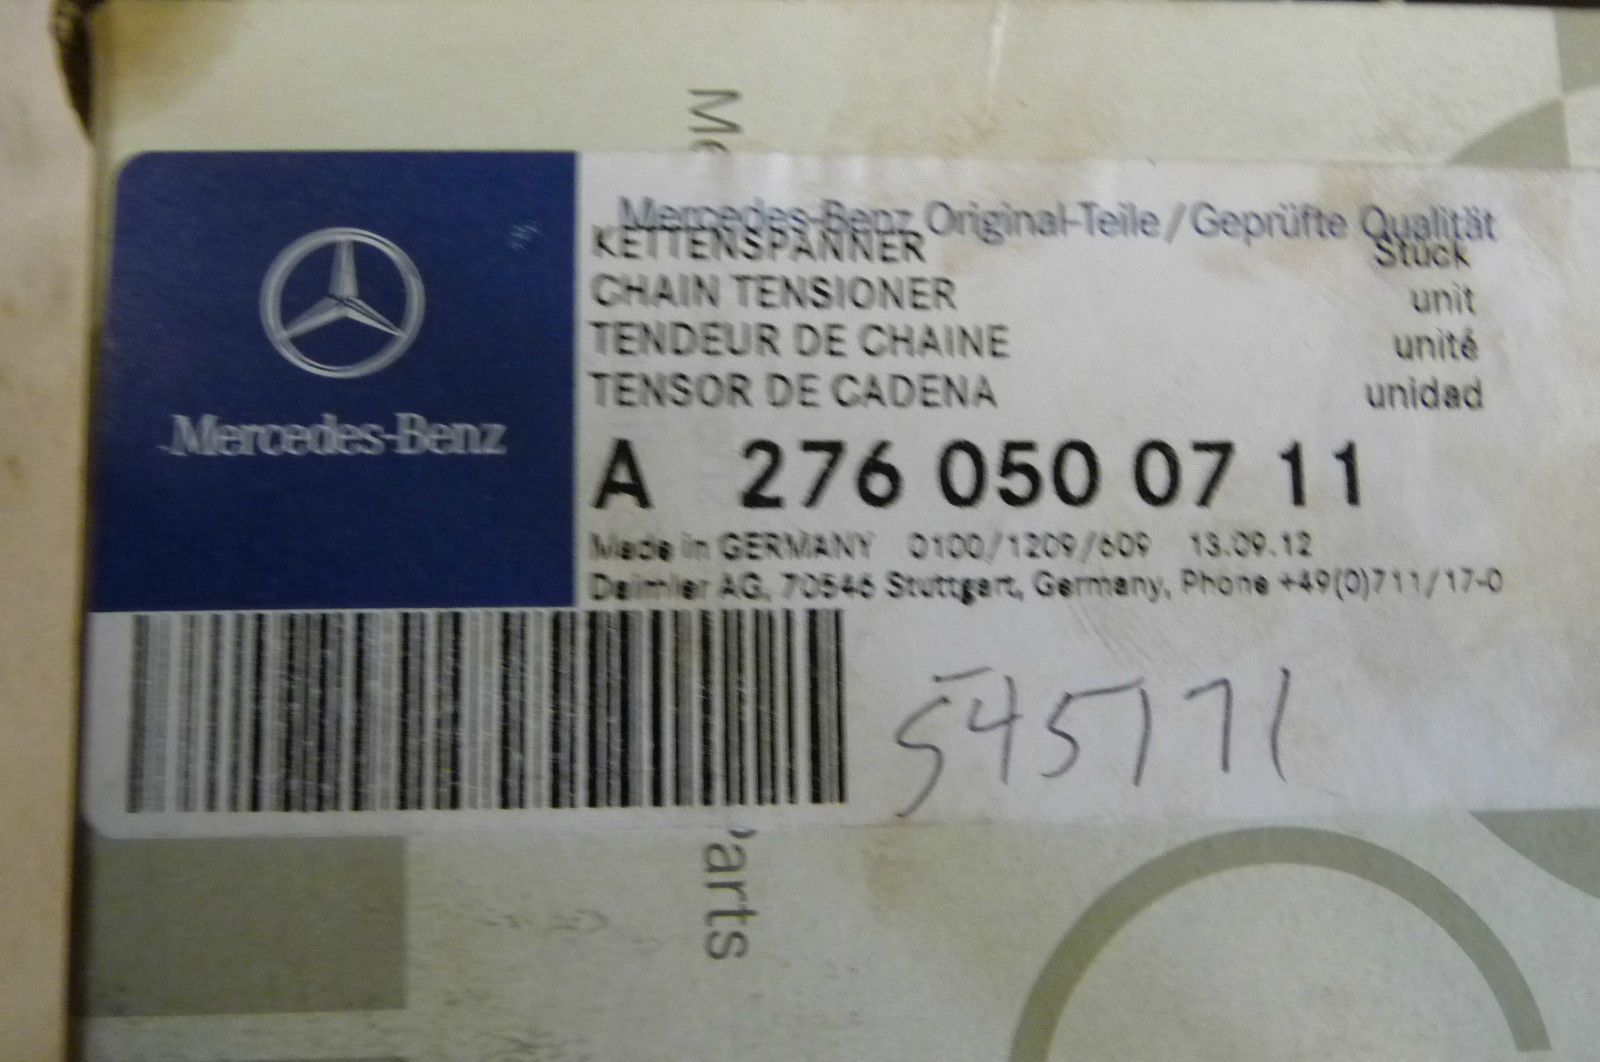 Mercedes-Benz
Mercedes-Benz Original-Teile/Geprüfte Qualität
KETTENSPANNER Stück
CHAIN TENSIONER unit
TENDEUR DE CHAINE unité
TENSOR DE CADENA unidad
A 276 050 07 11
Made in GERMANY 0100/1209/609 13.09.12
Daimler AG, 70546 Stuttgart, Germany, Phone +49(0)711/17-0
545171
Parts